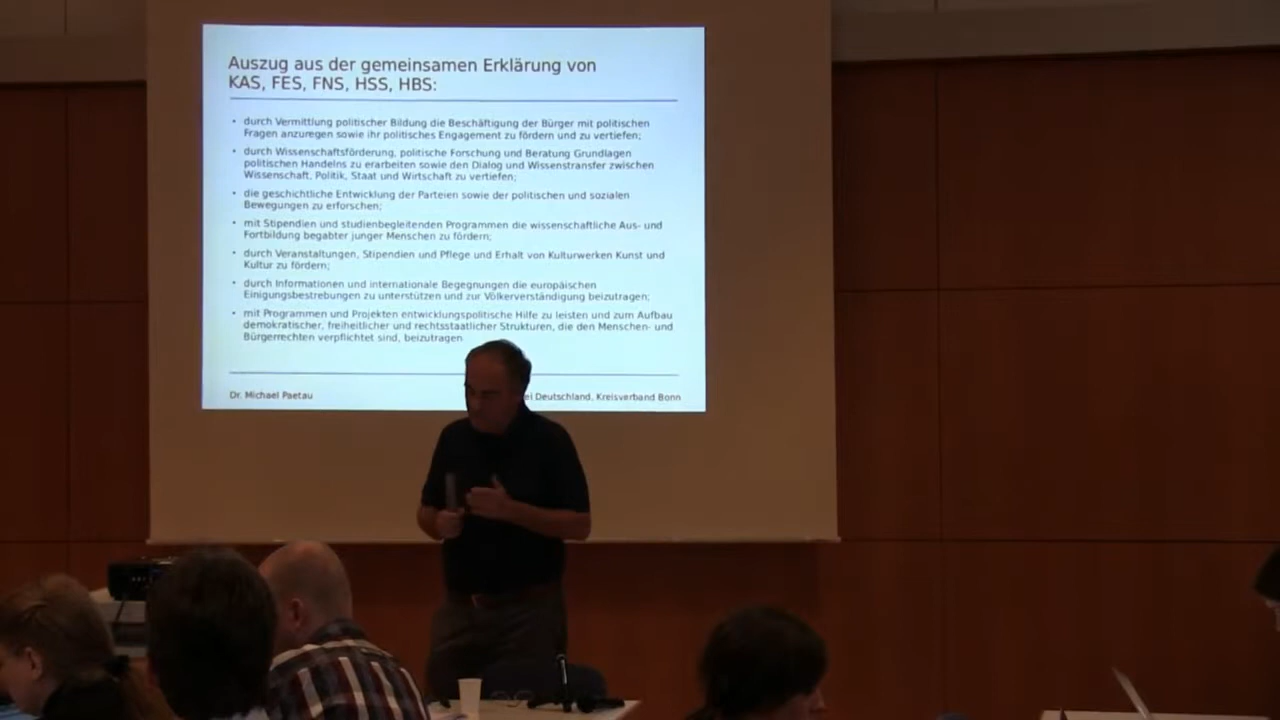 Auszug aus der gemeinsamen Erklärung von
KAS, FES, FNS, HSS, HBS:
• durch Vermittlung politischer Bildung die Beschäftigung der Bürger mit politischen
Fragen anzuregen sowie ihr politisches Engagement zu fördern und zu vertiefen;
• durch Wissenschaftsförderung, politische Forschung und Beratung Grundlagen
politischen Handelns zu erarbeiten sowie den Dialog und Wissenstransfer zwischen
Wissenschaft, Politik, Staat und Wirtschaft zu vertiefen;
• die geschichtliche Entwicklung der Parteien sowie der politischen und sozialen
Bewegungen zu erforschen;
• mit Stipendien und studienbegleitenden Programmen die wissenschaftliche Aus- und
Fortbildung begabter junger Menschen zu fördern;
• durch Veranstaltungen, Stipendien und Pflege und Erhalt von Kulturwerken Kunst und
Kultur zu fördern;
• durch Informationen und internationale Begegnungen die europäischen
Einigungsbestrebungen zu unterstützen und zur Völkerverständigung beizutragen;
• mit Programmen und Projekten entwicklungspolitische Hilfe zu leisten und zum Aufbau
demokratischer, freiheitlicher und rechtsstaatlicher Strukturen, die den Menschen- und
Bürgerrechten verpflichtet sind, beizutragen
Dr. Michael Paetau
ei Deutschland, Kreisverband Bonn